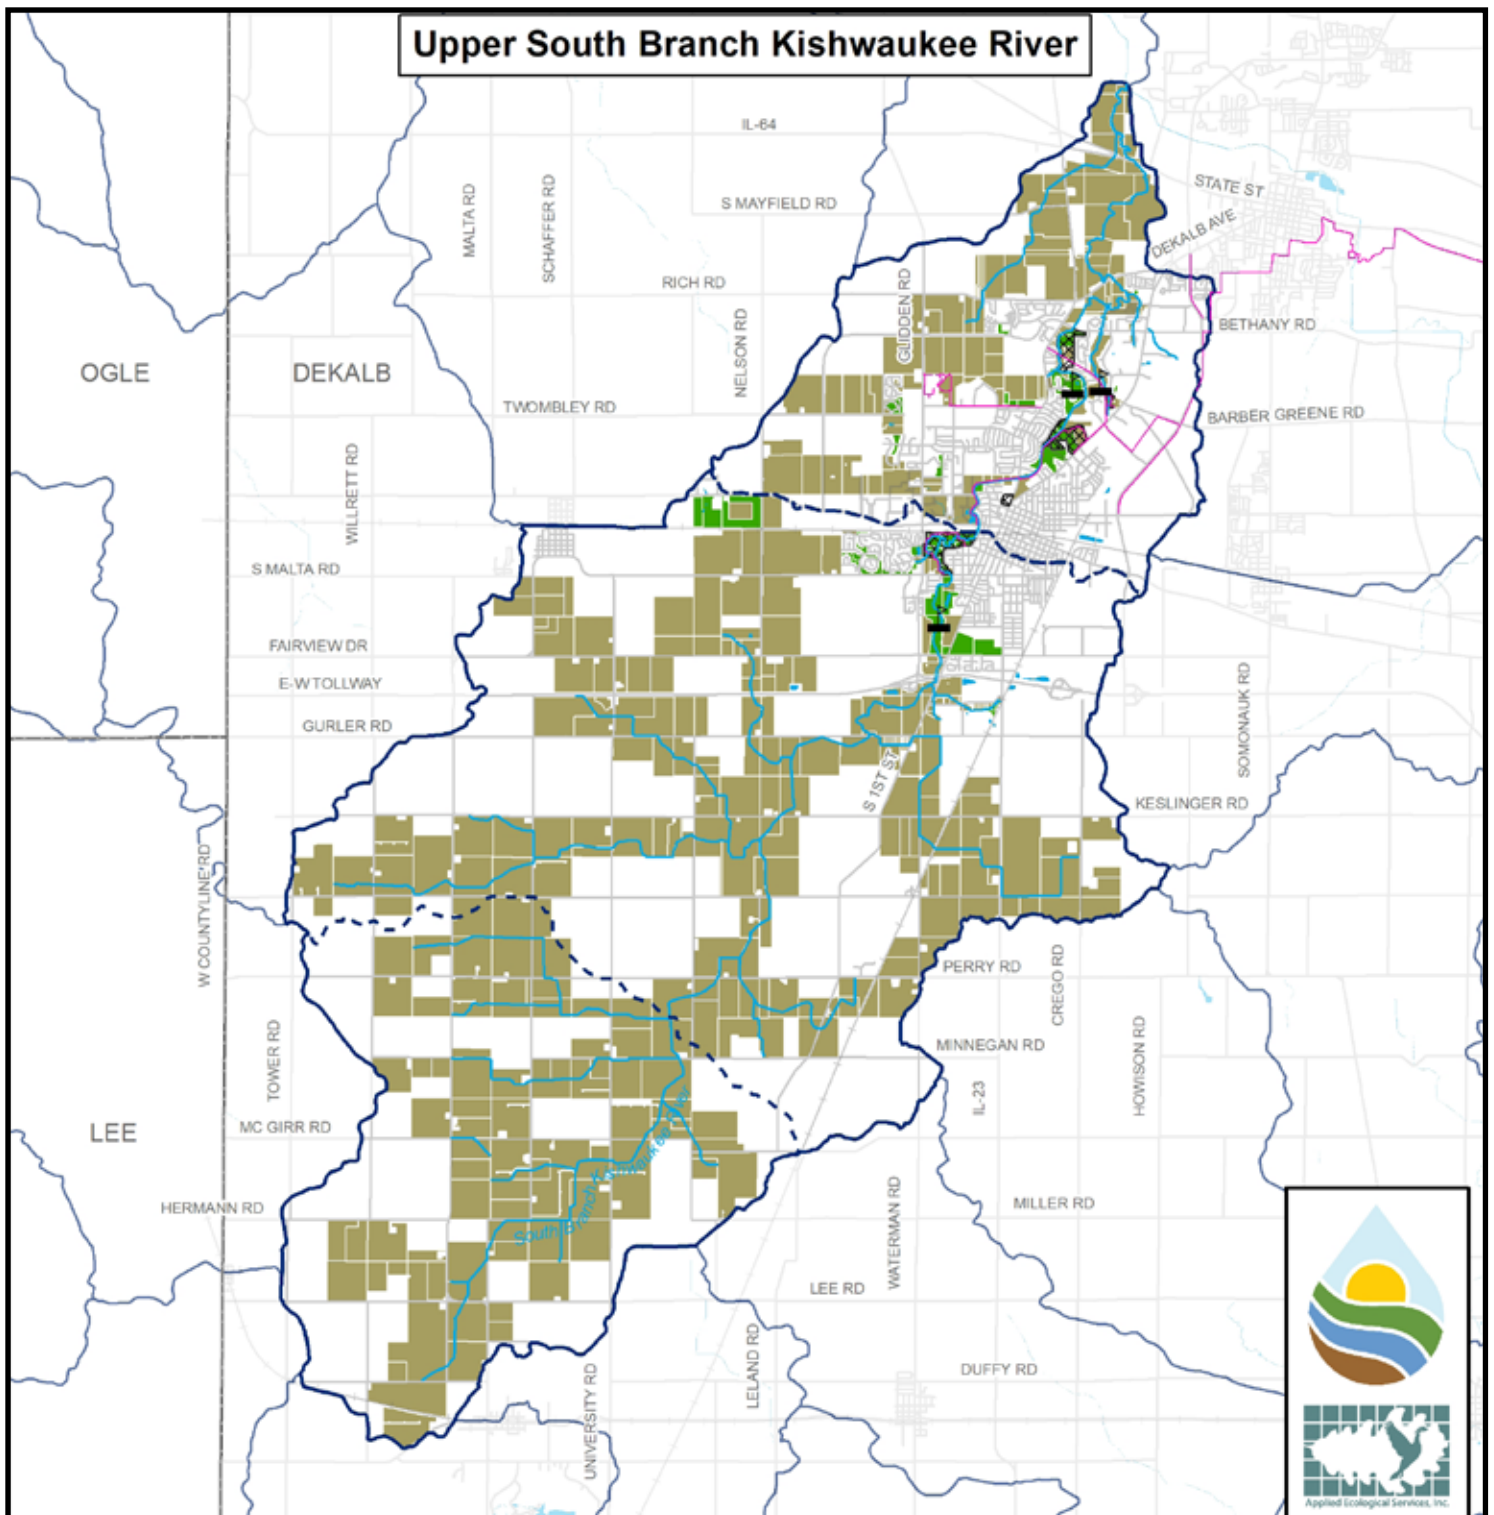 Upper South Branch Kishwaukee River
IL-64
STATE ST
MALTA RD
SCHAFFER RD
S MAYFIELD RD
DEKALB AVE
RICH RD
GLIDDEN RD
NELSON RD
BETHANY RD
OGLE
DEKALB
TWOMBLEY RD
BARBER GREENE RD
WILLRETT RD
S MALTA RD
FAIRVIEW DR
E-W TOLLWAY
GURLER RD
SOMONAUK RD
S 1ST ST
KESLINGER RD
W COUNTYLINE RD
PERRY RD
CREGO RD
TOWER RD
MINNEGAN RD
HOWISON RD
IL-23
LEE
MC GIRR RD
South Branch Kishwaukee River
HERMANN RD
MILLER RD
WATERMAN RD
LEE RD
LELAND RD
DUFFY RD
UNIVERSITY RD
Applied Ecological Services, Inc.